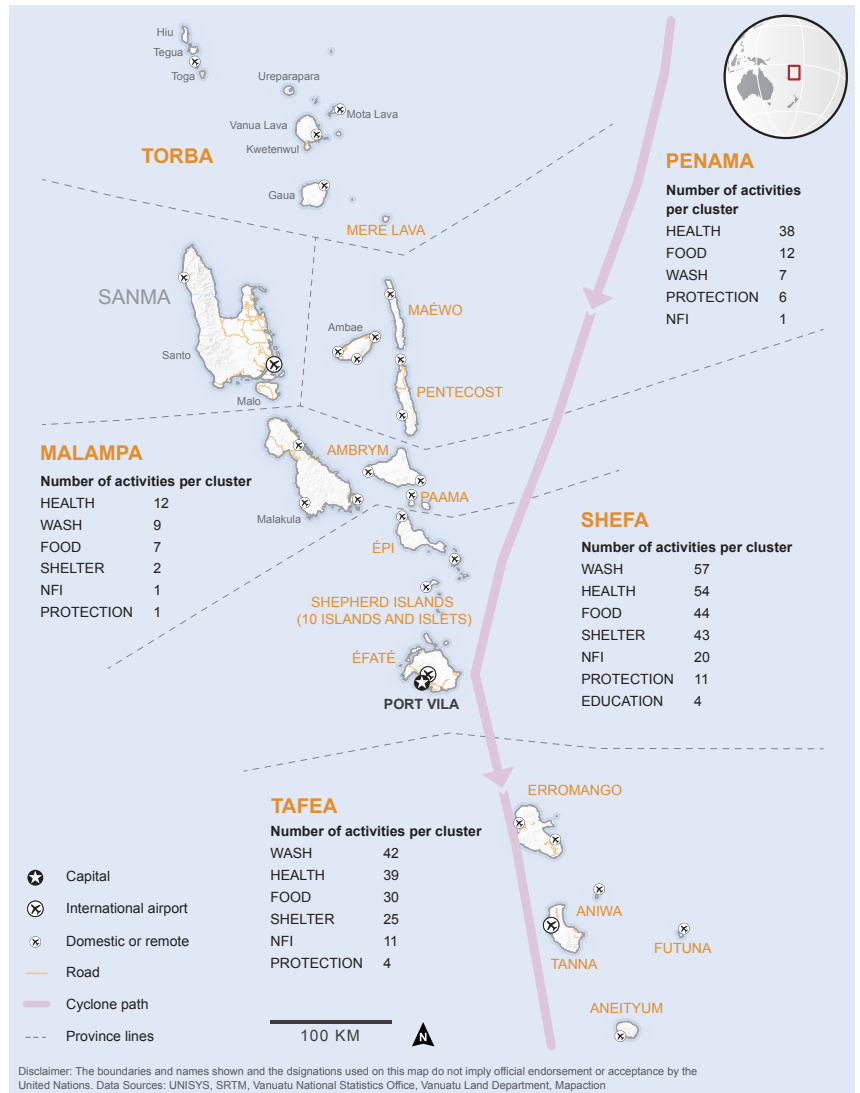 Hiu
Tegua
Toga
Ureparapara
Mota Lava
Vanua Lava
Kwetenwul
TORBA
Gaua
MERE LAVA
PENAMA
Number of activities
per cluster
HEALTH 38
FOOD 12
WASH 7
PROTECTION 6
NFI 1
SANMA
MAÉWO
Ambae
Santo
PENTECOST
Malo
MALAMPA
Number of activities per cluster
HEALTH 12
WASH 9
FOOD 7
SHELTER 2
NFI 1
PROTECTION 1
AMBRYM
PAAMA
Malakula
ÉPI
SHEPHERD ISLANDS
(10 ISLANDS AND ISLETS)
ÉFATÉ
PORT VILA
SHEFA
Number of activities per cluster
WASH 57
HEALTH 54
FOOD 44
SHELTER 43
NFI 20
PROTECTION 11
EDUCATION 4
TAFEA
Number of activities per cluster
WASH 42
HEALTH 39
FOOD 30
SHELTER 25
NFI 11
PROTECTION 4
ERROMANGO
ANIWA
TANNA
FUTUNA
ANEITYUM
Capital
International airport
Domestic or remote
Road
Cyclone path
Province lines
100 KM
N
Disclaimer: The boundaries and names shown and the dsignations used on this map do not imply official endorsement or acceptance by the
United Nations. Data Sources: UNISYS, SRTM, Vanuatu National Statistics Office, Vanuatu Land Department, Mapaction